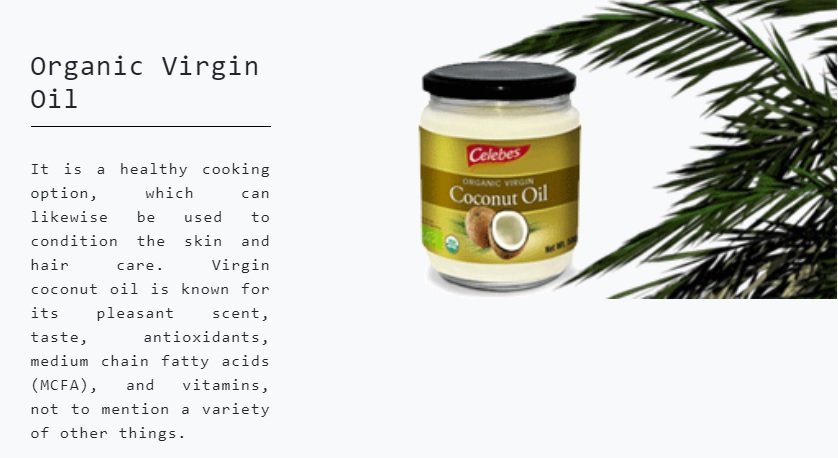 Organic Virgin
Oil
It is a healthy cooking
option, which can
likewise be used to
condition the skin and
hair care. Virgin
coconut oil is known for
its pleasant scent,
taste, antioxidants,
medium chain fatty acids
(MCFA), and vitamins,
not to mention a variety
of other things.
Celebes
ORGANIC VIRGIN
Coconut Oil
Net Wt.